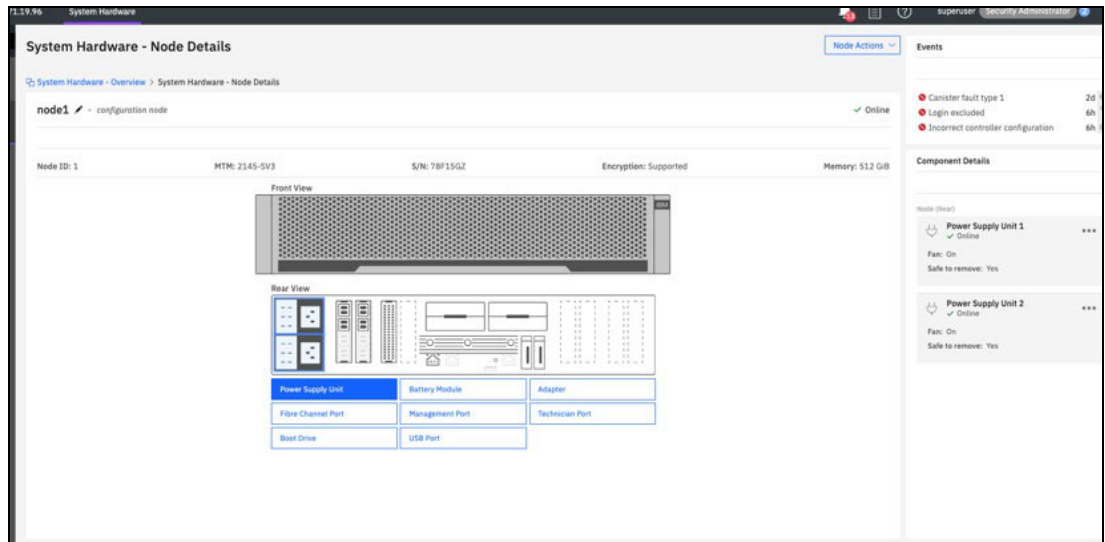 71.19.96 System Hardware 13 superuser Security Administrator 2
System Hardware - Node Details
Node Actions
Events
System Hardware - Overview > System Hardware - Node Details
node1 - configuration node
Online
Canister fault type 1 2d
Login excluded 6h
Incorrect controller configuration 6h
Node ID: 1 MTM: 2145-SV3 S/N: 78F15GZ Encryption: Supported Memory: 512 GiB
Component Details
Front View
IBM
Node (Rear)
Power Supply Unit 1
Online
Fan: On
Safe to remove: Yes
Rear View
Power Supply Unit 2
Online
Fan: On
Safe to remove: Yes
Power Supply Unit Battery Module Adapter
Fibre Channel Port Management Port Technician Port
Boot Drive USB Port